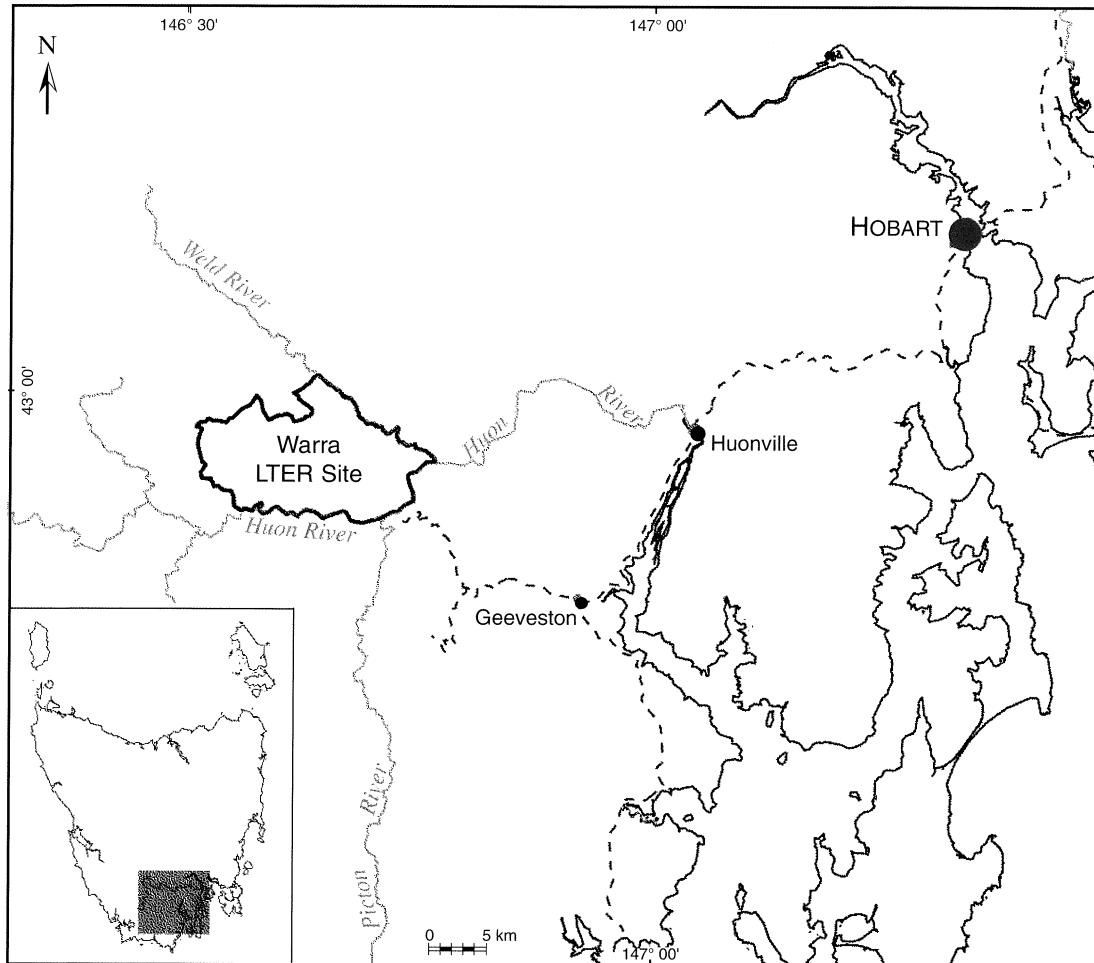 146° 30'
147° 00'
N
HOBART
Weld River
43° 00'
Huon River
Huonville
Warra
LTER Site
Huon River
Geeveston
Picton River
0 5 km
147° 00'